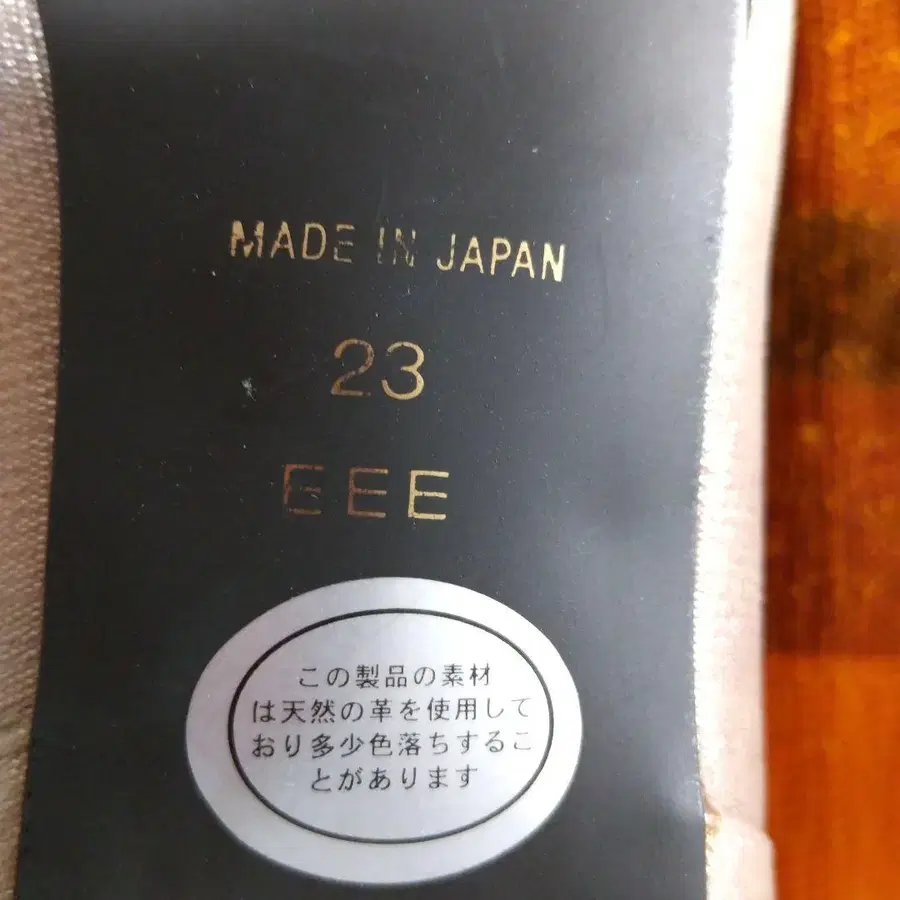 MADE IN JAPAN
23
EEE
この製品の素材
は天然の革を使用して
おり多少色落ちするこ
とがあります